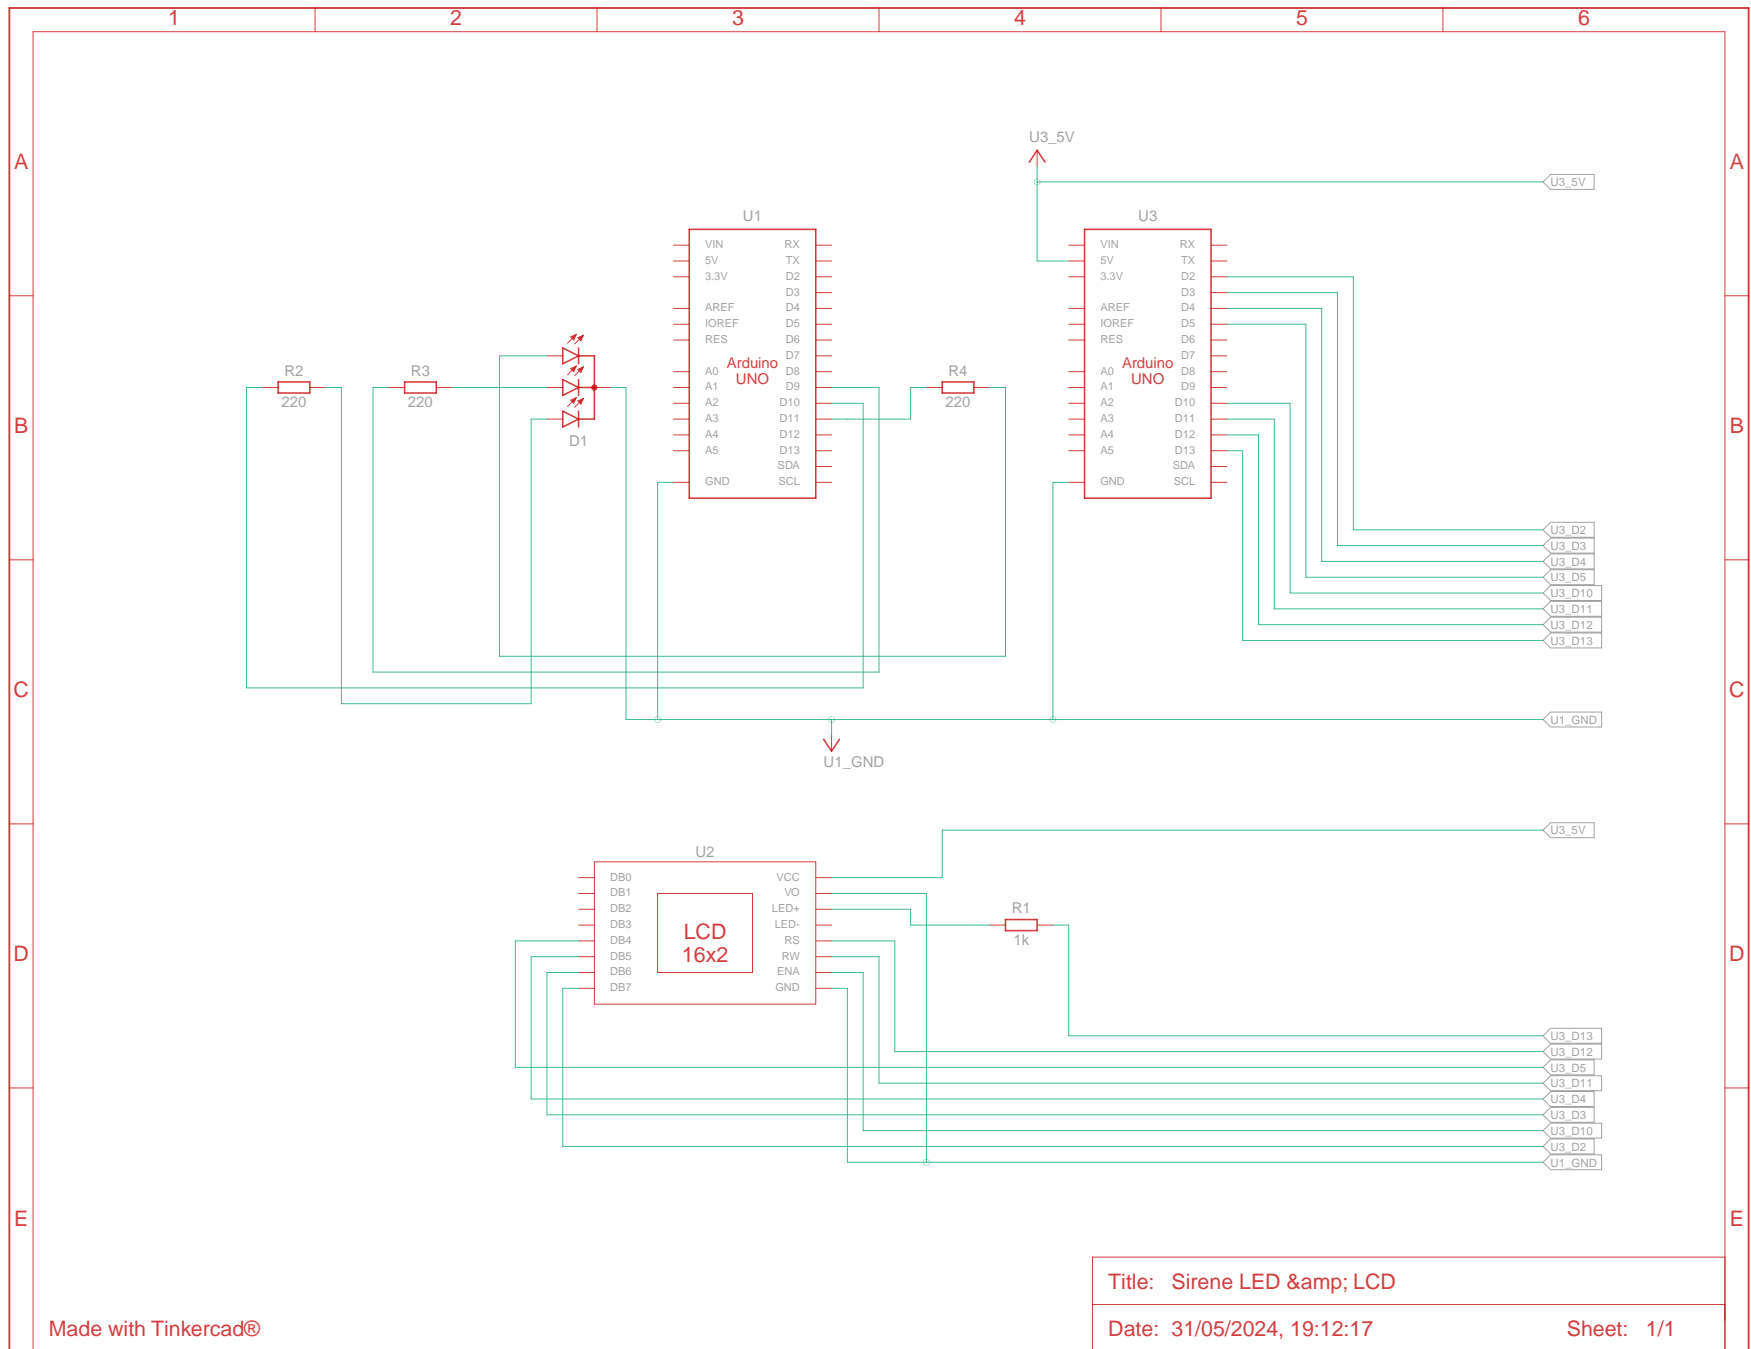 1 2 3 4 5 6
A A
B B
C C
D D
E E
U3_5V
U3_5V
U1
VIN RX
5V TX
3.3V D2
D3
AREF D4
IOREF D5
RES D6
D7
A0 D8
A1 D9
A2 D10
A3 D11
A4 D12
A5 D13
SDA
GND SCL
Arduino
UNO
U3
VIN RX
5V TX
3.3V D2
D3
AREF D4
IOREF D5
RES D6
D7
A0 D8
A1 D9
A2 D10
A3 D11
A4 D12
A5 D13
SDA
GND SCL
Arduino
UNO
R2
220
R3
220
D1
R4
220
U3_D2
U3_D3
U3_D4
U3_D5
U3_D10
U3_D11
U3_D12
U3_D13
U1_GND
U1_GND
U3_5V
U2
DB0 VCC
DB1 VO
DB2 LED+
DB3 LED-
DB4 RS
DB5 RW
DB6 ENA
DB7 GND
LCD
16x2
R1
1k
U3_D13
U3_D12
U3_D5
U3_D11
U3_D4
U3_D3
U3_D10
U3_D2
U1_GND
Title: Sirene LED &amp; LCD
Made with Tinkercad®
Date: 31/05/2024, 19:12:17 Sheet: 1/1